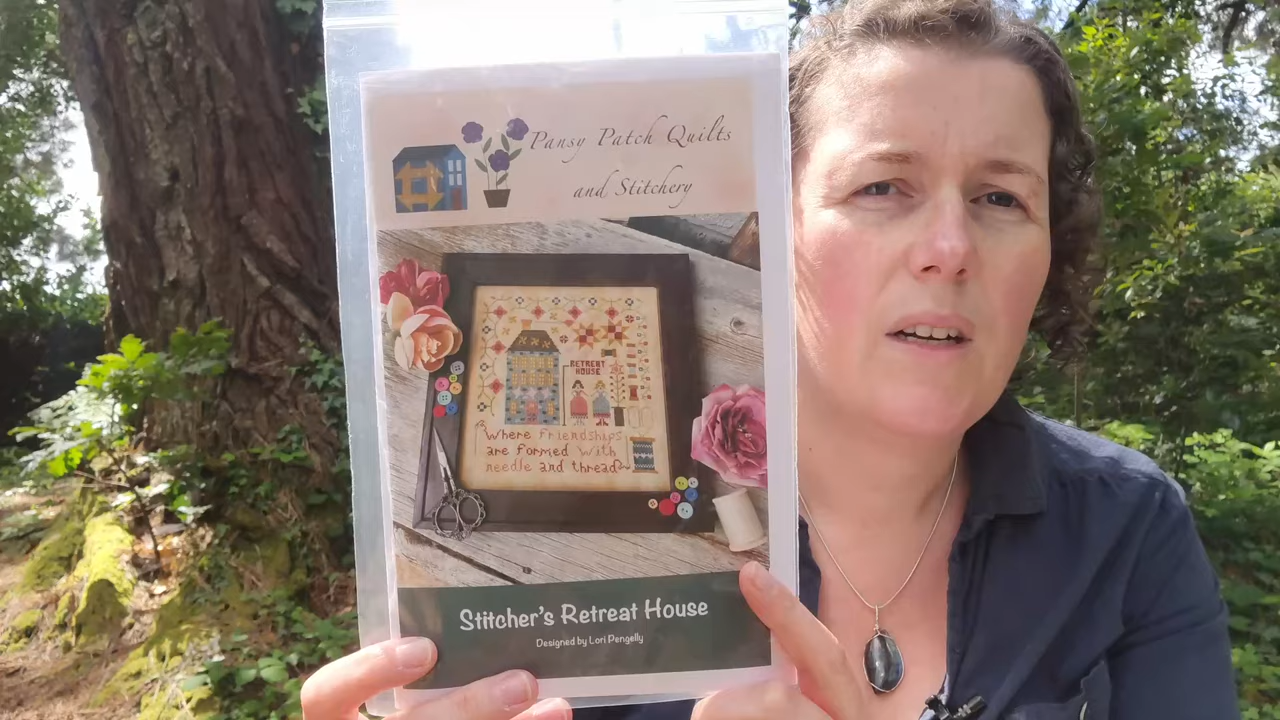 Pansy Patch Quilts
and Stitchery
RETREAT
HOUSE
Where Friendships
are formed with
needle and thread
Stitcher's Retreat House
Designed by Lori Pengelly